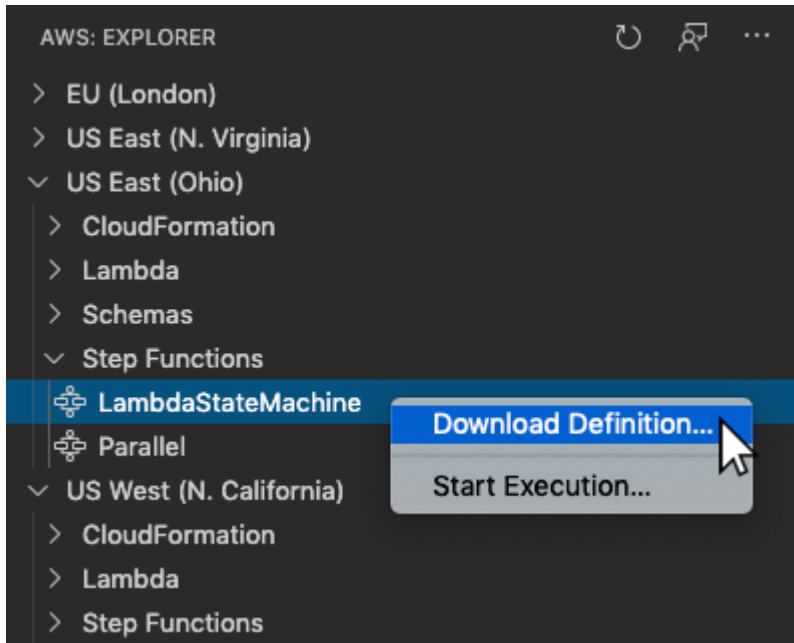 AWS: EXPLORER
EU (London)
US East (N. Virginia)
US East (Ohio)
CloudFormation
Lambda
Schemas
Step Functions
LambdaStateMachine
Download Definition...
Parallel
Start Execution...
US West (N. California)
CloudFormation
Lambda
Step Functions